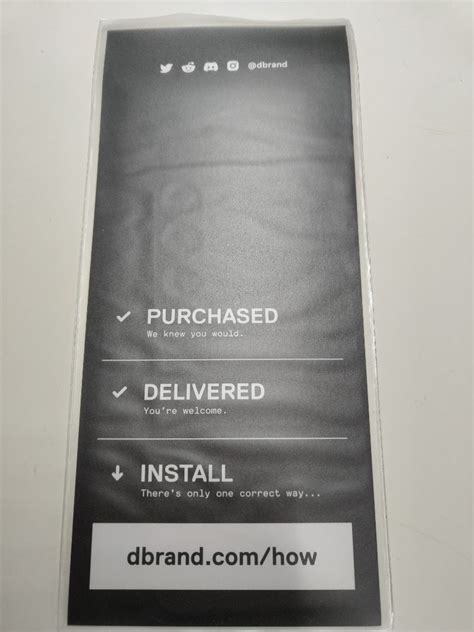 @dbrand
PURCHASED
We knew you would.
DELIVERED
You're welcome.
INSTALL
There's only one correct way...
dbrand.com/how